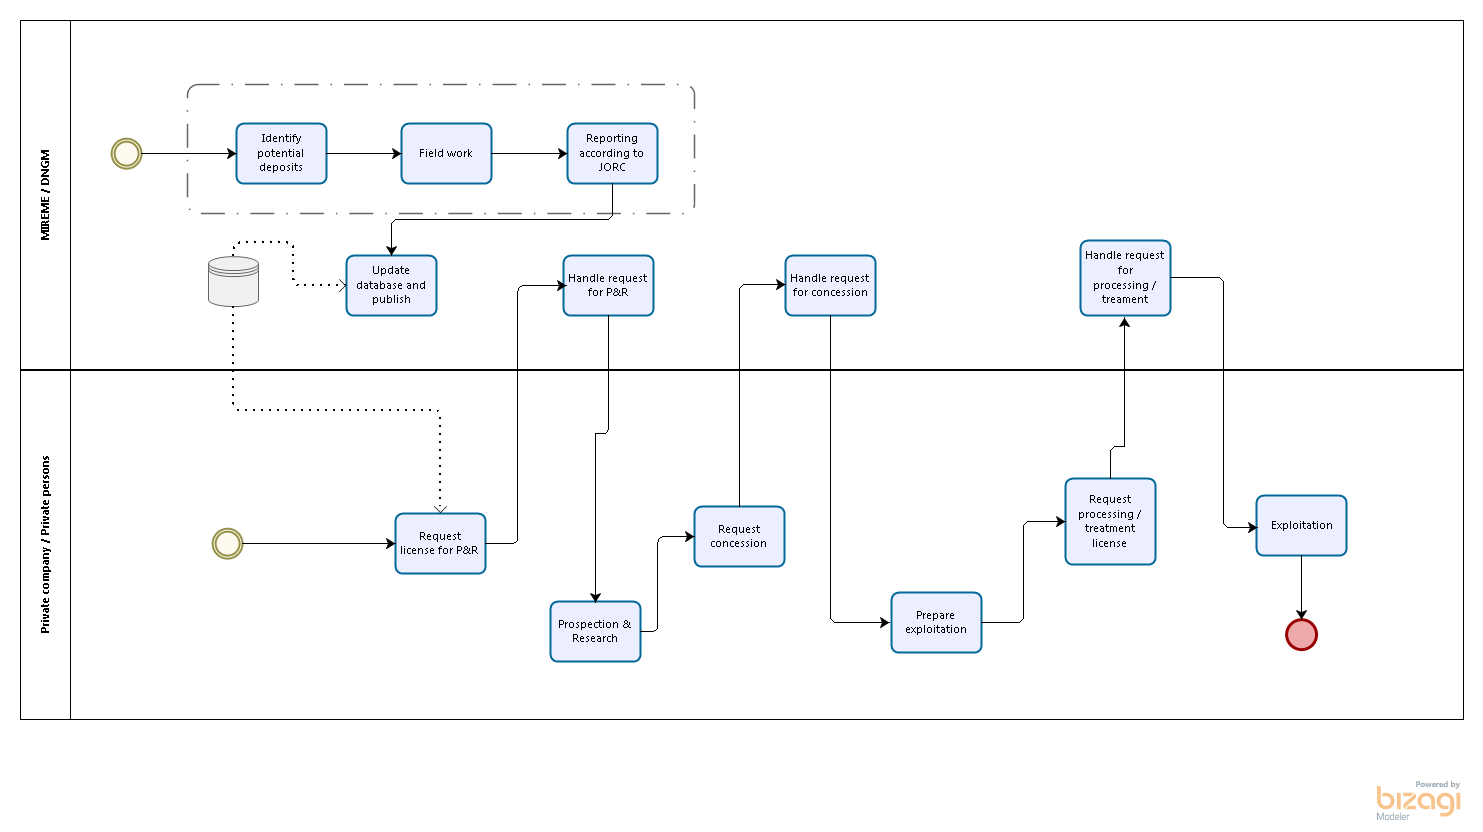 MIREME / DNGM
Identify
potential
deposits
Field work
Reporting
according to
JORC
Update
database and
publish
Handle request
for P&R
Handle request
for concession
Handle request
for
processing /
treament
Private company / Private persons
Request
license for P&R
Prospection &
Research
Request
concession
Prepare
exploitation
Request
processing /
treatment
license
Exploitation
Powered by
bizagi
Modeler